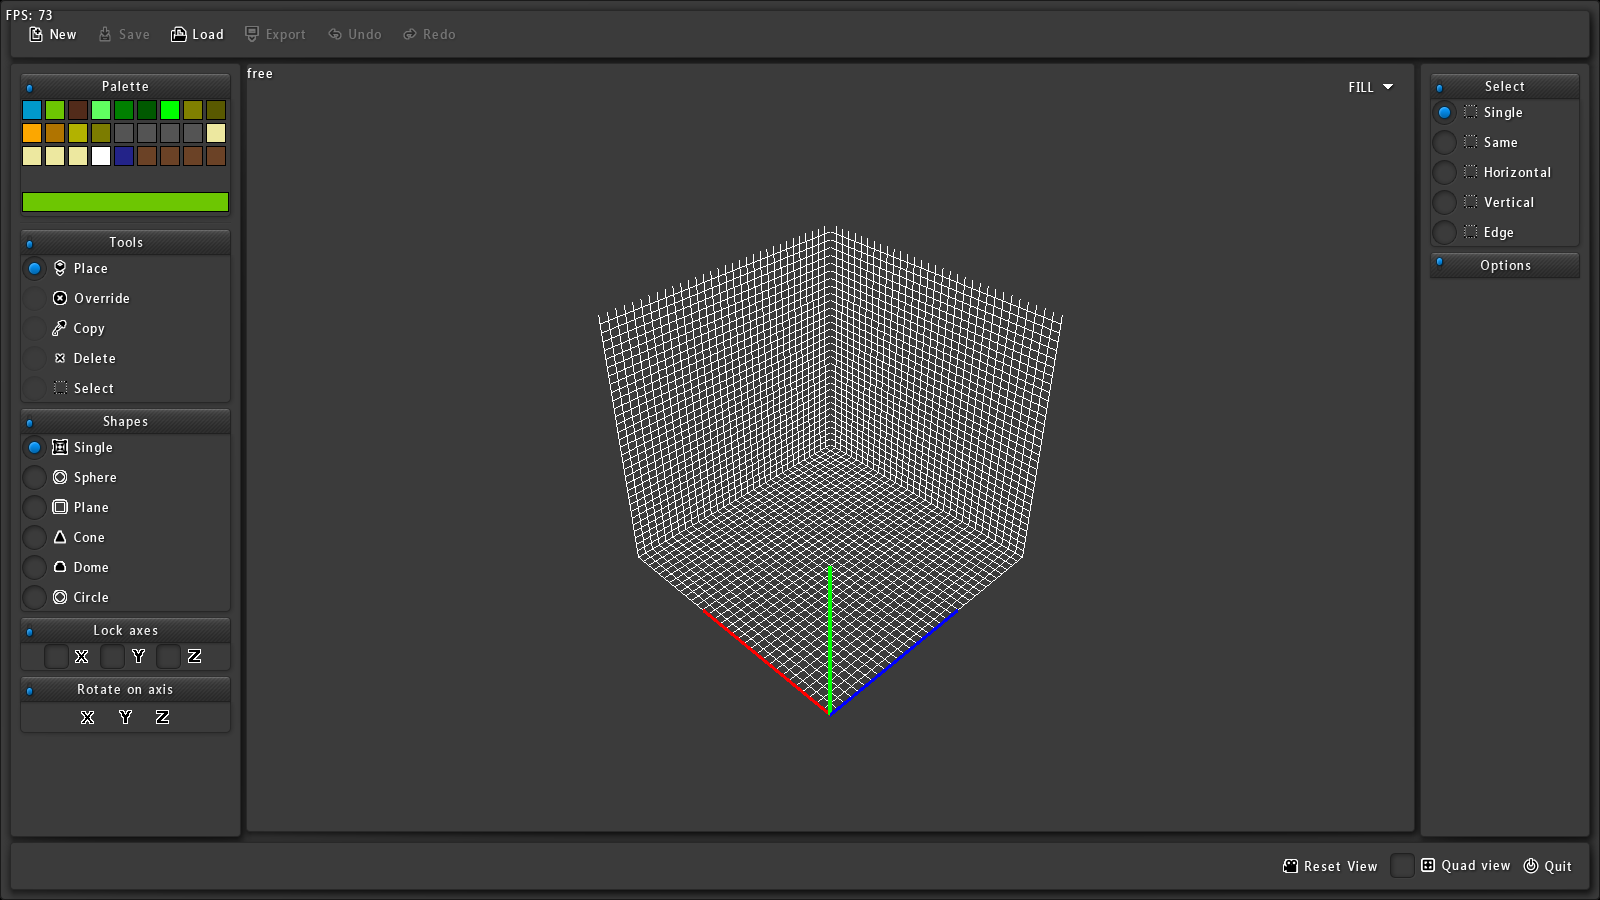 FPS: 73
New Save Load Export Undo Redo
Palette
free
FILL
Select
Single
Same
Horizontal
Vertical
Edge
Options
Tools
Place
Override
Copy
Delete
Select
Shapes
Single
Sphere
Plane
Cone
Dome
Circle
Lock axes
X Y Z
Rotate on axis
X Y Z
Reset View Quad view Quit